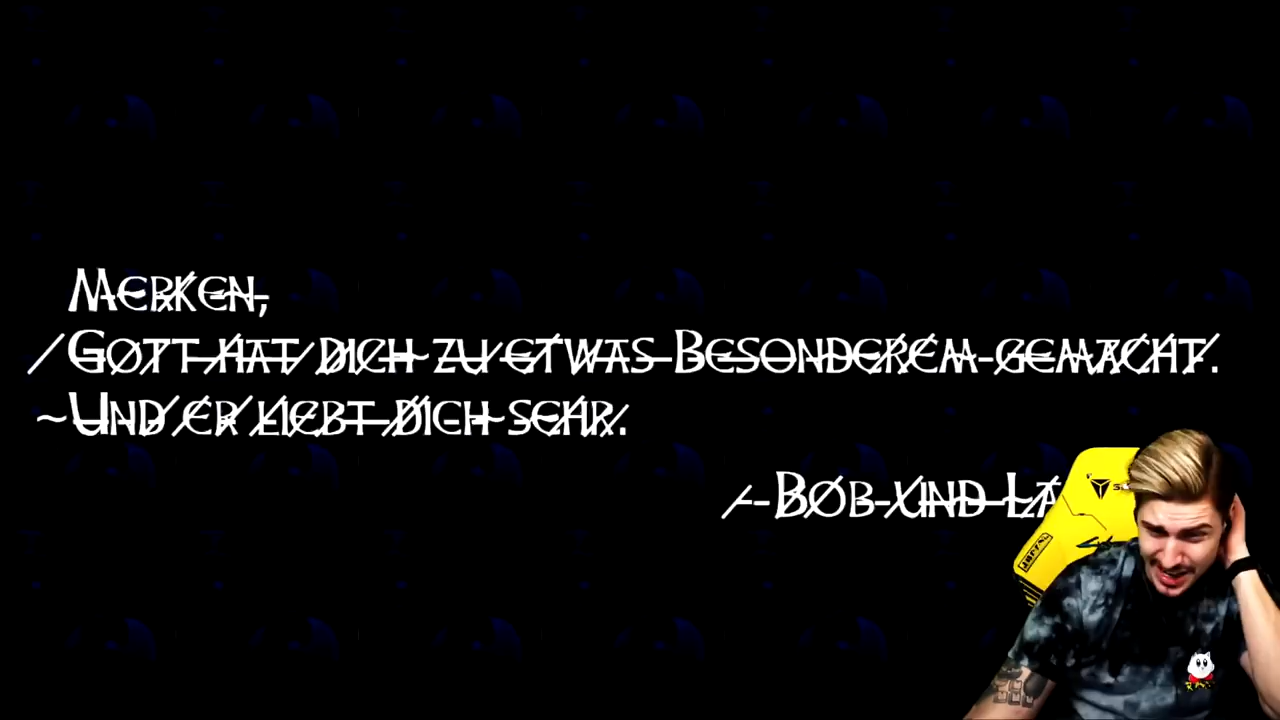 Merken,
Gott hat dich zu etwas Besonderem gemacht.
~Und er liebt dich sehr.
- Bob und